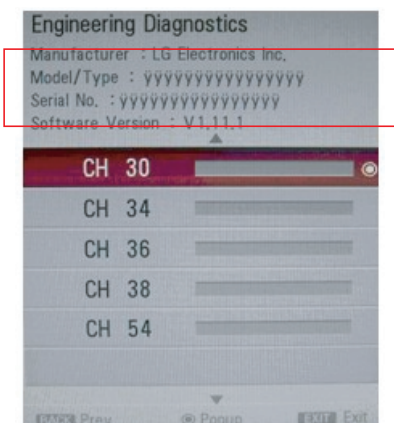 Engineering Diagnostics
Manufacturer : LG Electronics Inc.
Model/Type : ÿÿÿÿÿÿÿÿÿÿÿÿÿÿÿÿ
Serial No. : ÿÿÿÿÿÿÿÿÿÿÿÿÿÿÿÿ
Software Version : V1.11.1
CH 30
CH 34
CH 36
CH 38
CH 54
BACK Prev
Popup
EXIT Exit